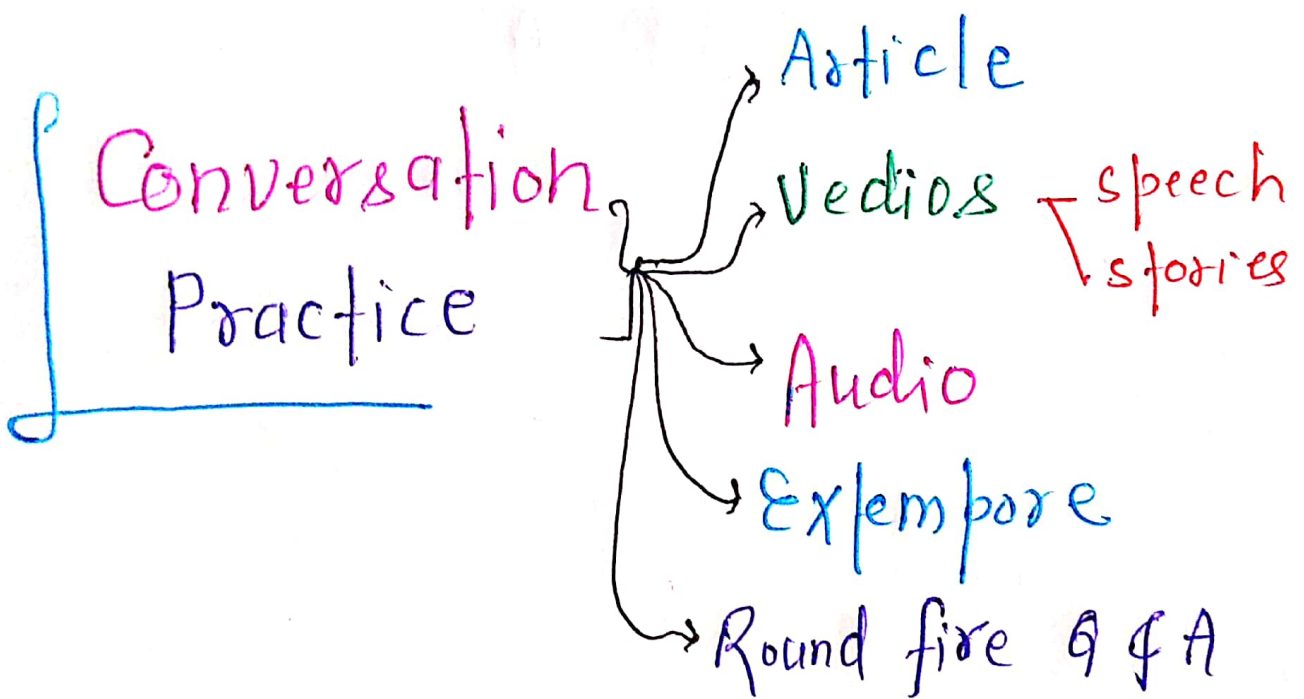 Conversation
Practice
Article
Vedios
speech
stories
Audio
Extempore
Round fire Q & A